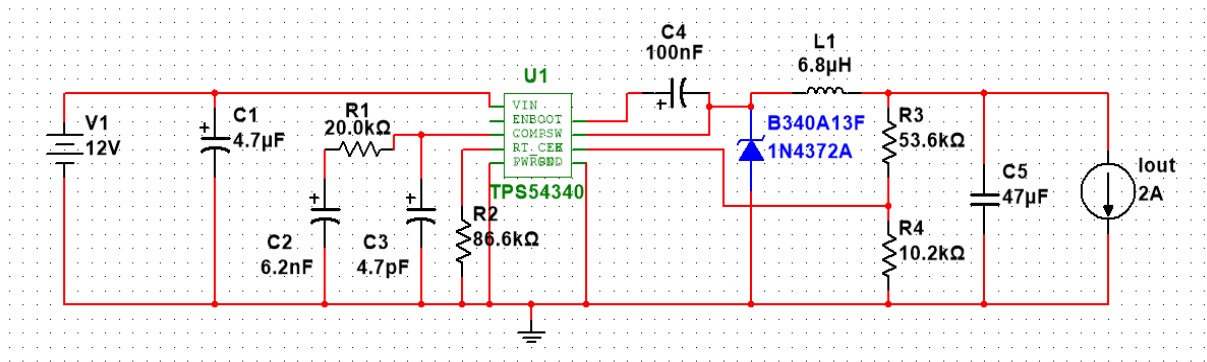 V1
12V
C1
4.7µF
R1
20.0kΩ
C2
6.2nF
C3
4.7pF
R2
86.6kΩ
U1
VIN
ENBOOT
COMPSW
PWRGND
TPS54340
C4
100nF
L1
6.8µH
B340A13F
1N4372A
R3
53.6kΩ
R4
10.2kΩ
C5
47µF
Iout
2A